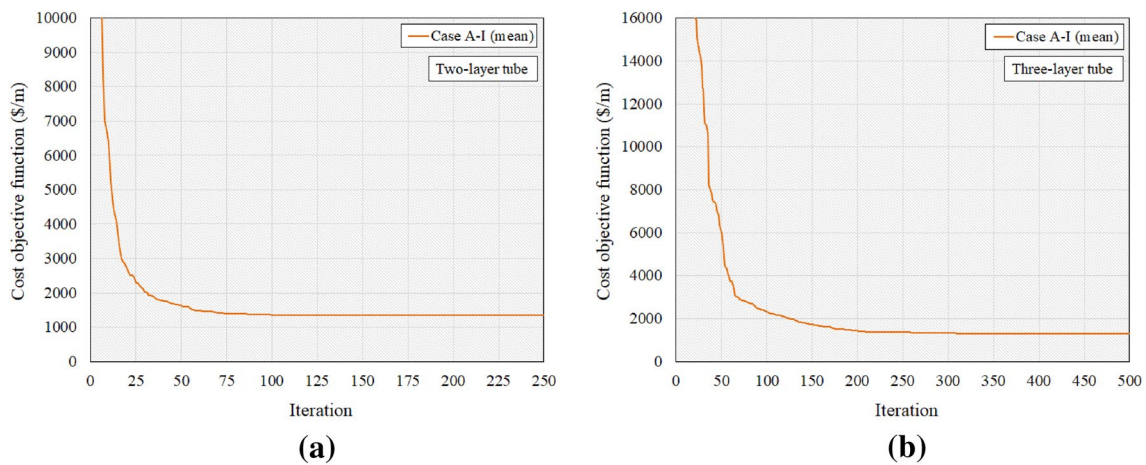 10000
9000
8000
7000
6000
5000
4000
3000
2000
1000
0
Cost objective function ($/m)
Case A-I (mean)
Two-layer tube
0 25 50 75 100 125 150 175 200 225 250
Iteration
(a)
16000
14000
12000
10000
8000
6000
4000
2000
0
Cost objective function ($/m)
Case A-I (mean)
Three-layer tube
0 50 100 150 200 250 300 350 400 450 500
Iteration
(b)